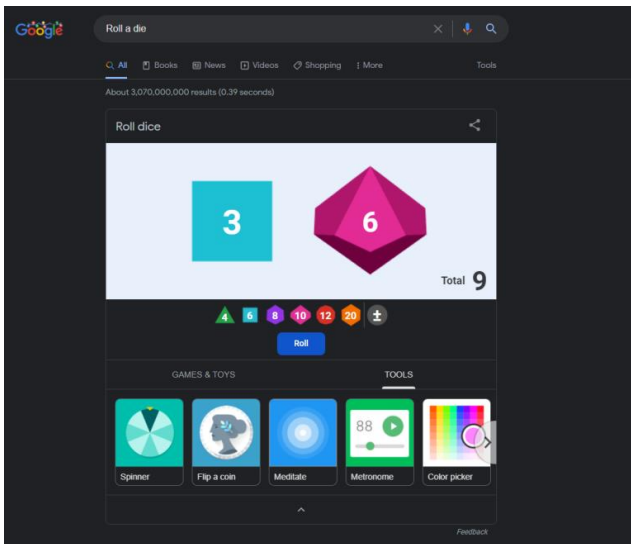 Google
Roll a die
All Books News Videos Shopping More Tools
About 3,070,000,000 results (0.39 seconds)
Roll dice
3 6
Total 9
4 6 8 10 12 20 ±
Roll
GAMES & TOYS TOOLS
88
Spinner Flip a coin Meditate Metronome Color picker
Feedback